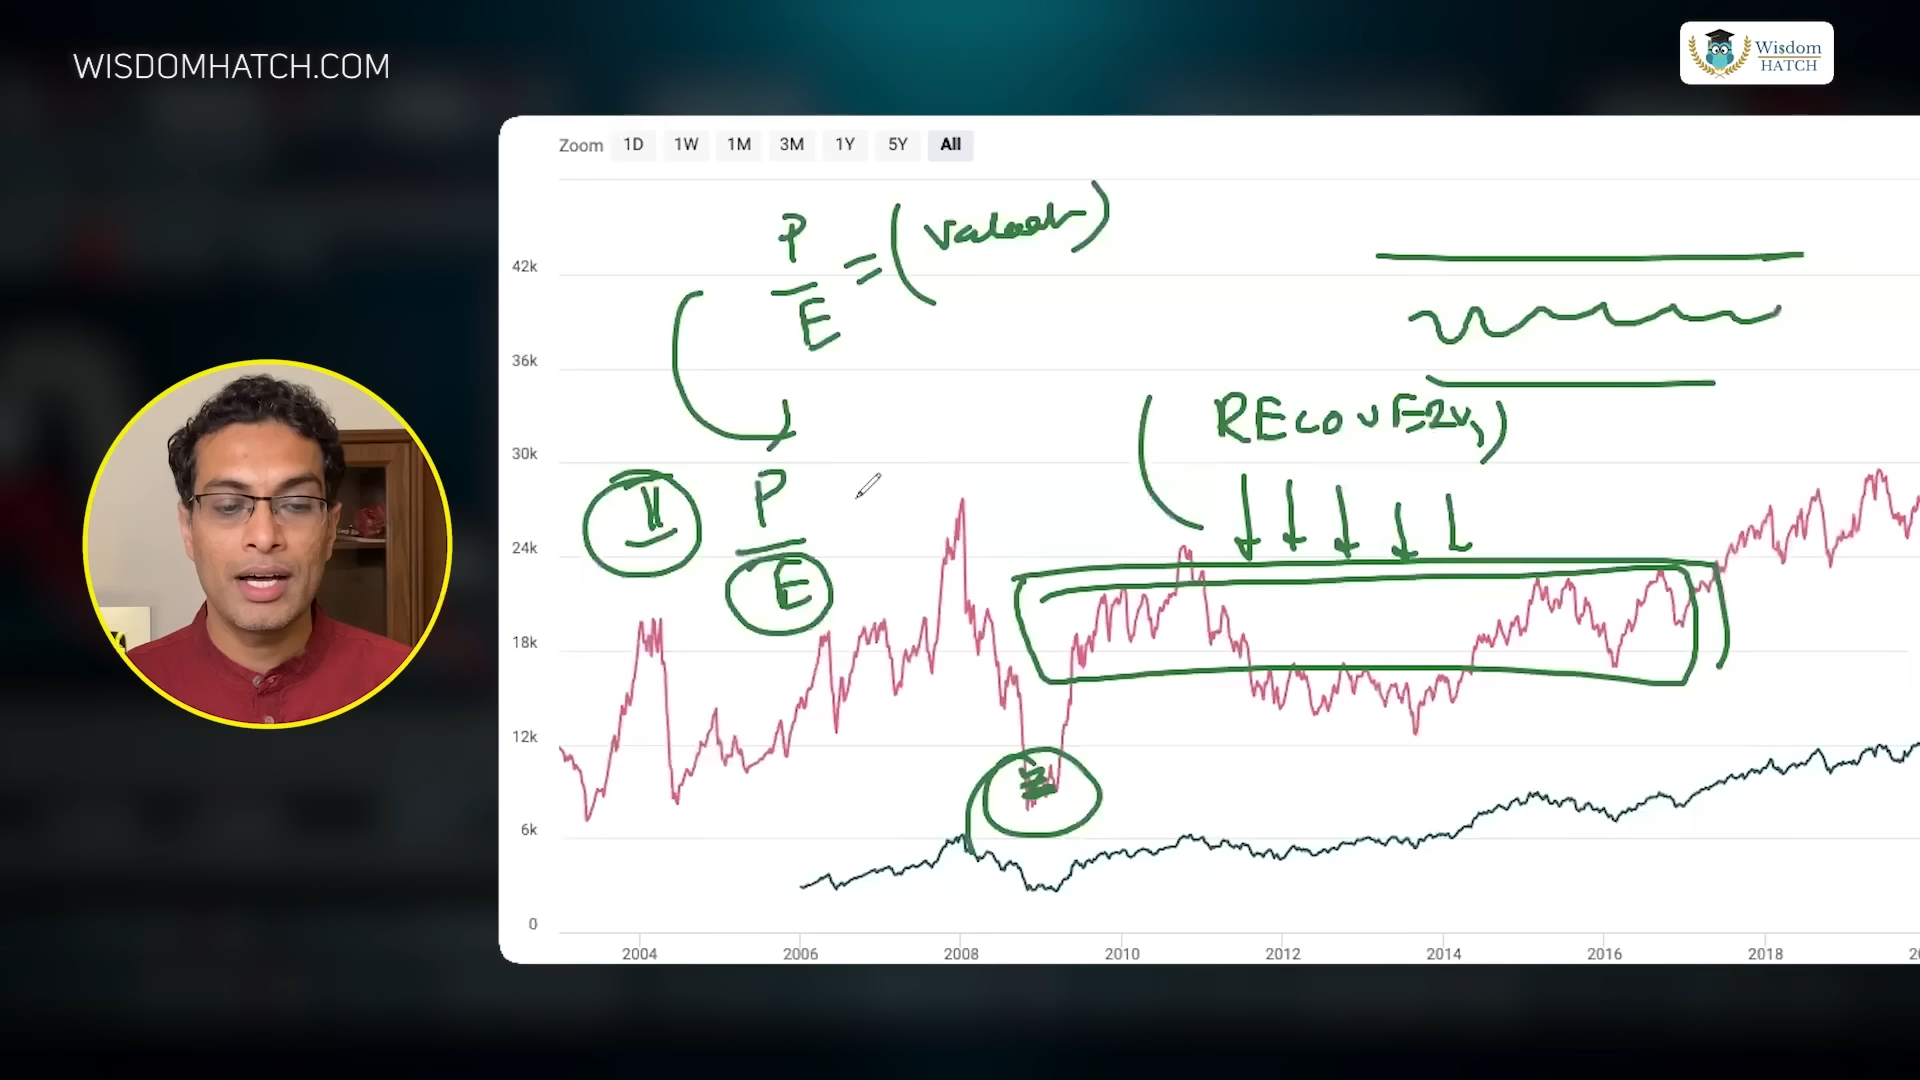 WISDOMHATCH.COM
Wisdom
HATCH
Zoom 1D 1W 1M 3M 1Y 5Y All
P
E
=
42k
36k
RECOVERY
30k
P
E
24k
18k
12k
6k
0
2004 2006 2008 2010 2012 2014 2016 2018